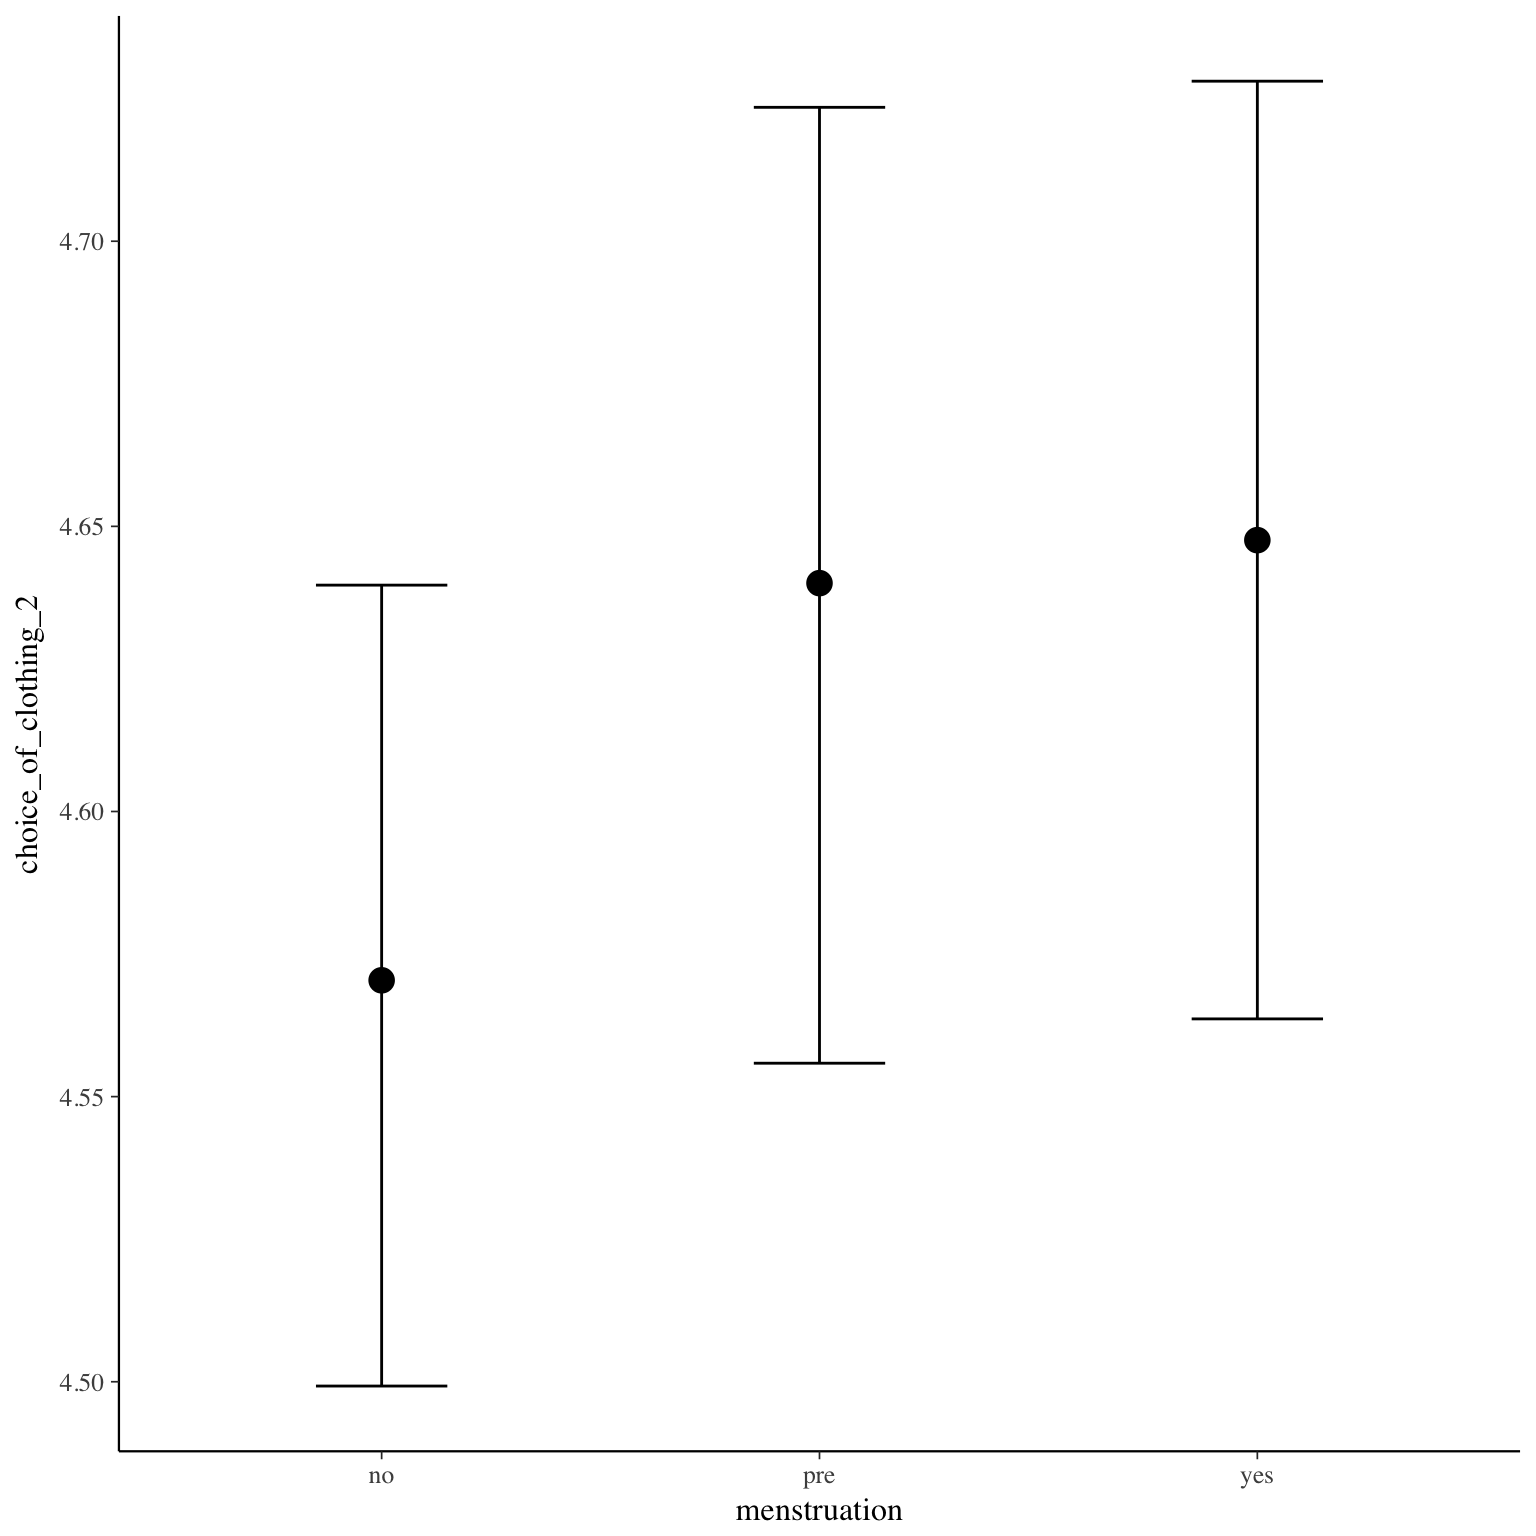 choice_of_clothing_2
4.70
4.65
4.60
4.55
4.50
no
pre
yes
menstruation